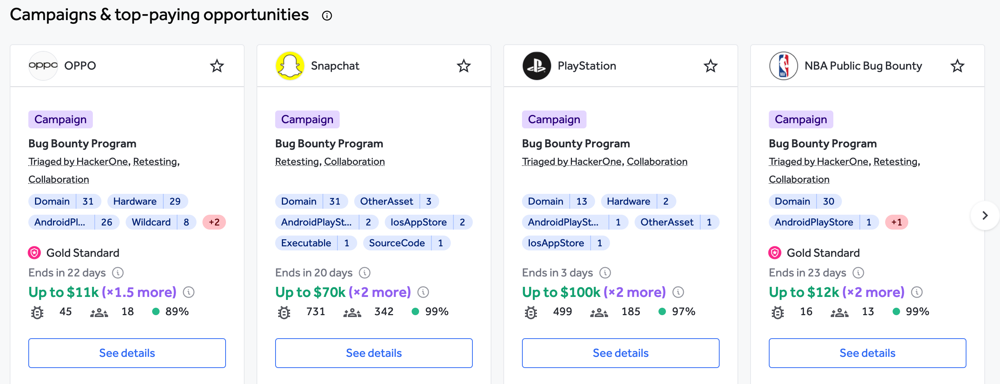 Campaigns & top-paying opportunities
oppo OPPO
Campaign
Bug Bounty Program
Triaged by HackerOne, Retesting,
Collaboration
Domain 31 Hardware 29
AndroidPl... 26 Wildcard 8 +2
Gold Standard
Ends in 22 days
Up to $11k (×1.5 more)
45 18 89%
See details
Snapchat
Campaign
Bug Bounty Program
Retesting, Collaboration
Domain 31 OtherAsset 3
AndroidPlaySt... 2 IosAppStore 2
Executable 1 SourceCode 1
Ends in 20 days
Up to $70k (×2 more)
731 342 99%
See details
PlayStation
Campaign
Bug Bounty Program
Triaged by HackerOne, Collaboration
Domain 13 Hardware 2
AndroidPlaySt... 1 OtherAsset 1
IosAppStore 1
Ends in 3 days
Up to $100k (×2 more)
499 185 97%
See details
NBA NBA Public Bug Bounty
Campaign
Bug Bounty Program
Triaged by HackerOne, Retesting,
Collaboration
Domain 30
AndroidPlayStore 1 +1
Gold Standard
Ends in 23 days
Up to $12k (×2 more)
16 13 99%
See details